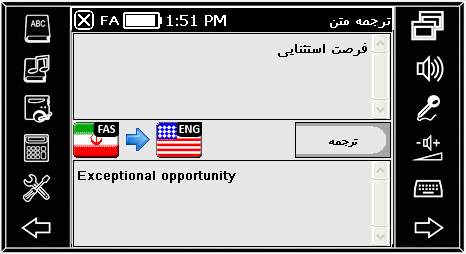 ABC
FA 1:51 PM ترجمه متن
فرصت استثنایی
FAS ENG ترجمه
Exceptional opportunity